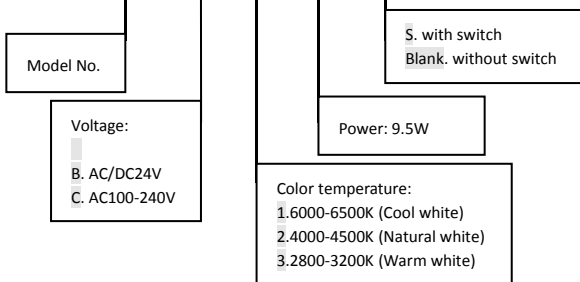 S. with switch
Blank. without switch
Model No.
Voltage:
B. AC/DC24V
C. AC100-240V
Power: 9.5W
Color temperature:
1.6000-6500K (Cool white)
2.4000-4500K (Natural white)
3.2800-3200K (Warm white)